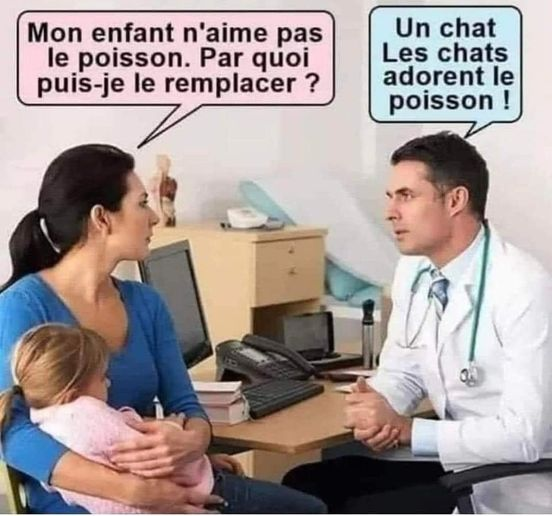 Mon enfant n'aime pas
le poisson. Par quoi
puis-je le remplacer ?
Un chat
Les chats
adorent le
poisson !